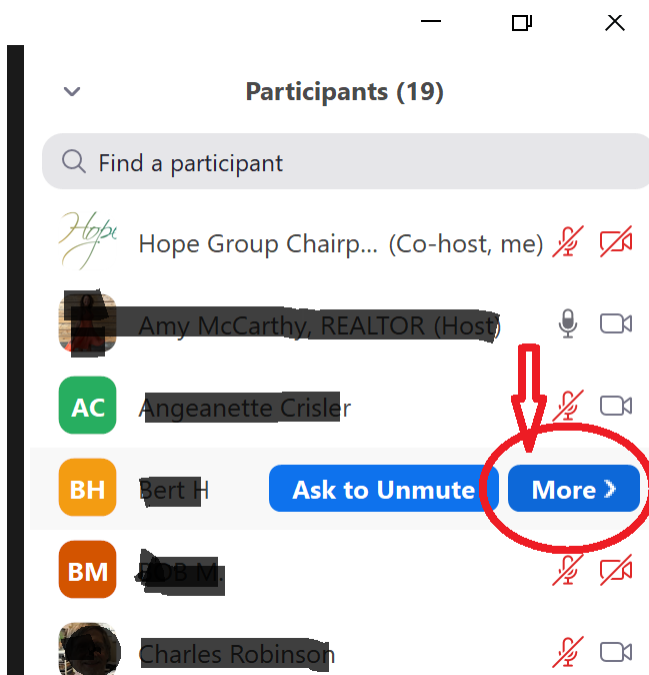 Participants (19)
Find a participant
Hope
Hope Group Chairp... (Co-host, me)
Amy McCarthy, REALTOR (Host)
AC
Angeanette Crisler
BH
Bert H
Ask to Unmute
More
BM
M.
Charles Robinson